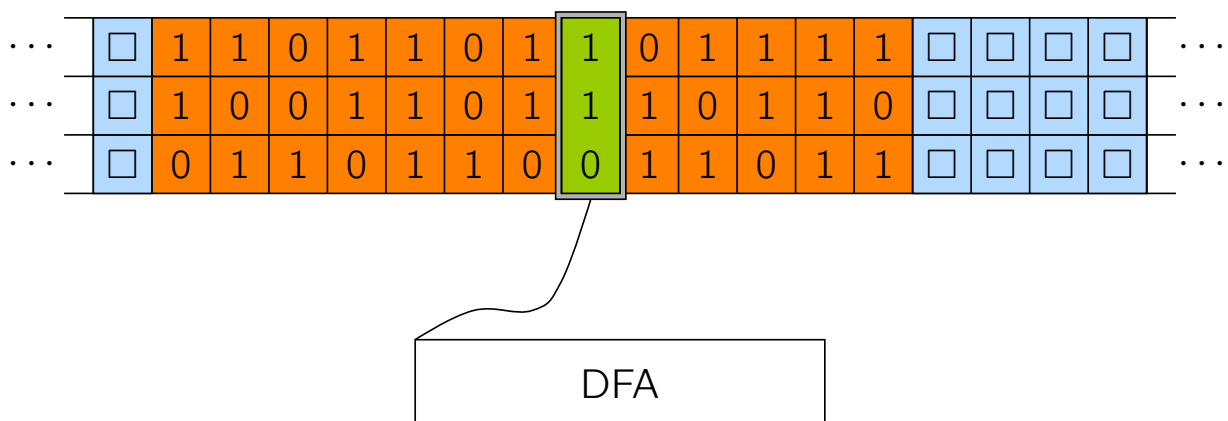 ··· □ 1 1 0 1 1 0 1 1 0 1 1 1 1 □ □ □ □ ···
··· □ 1 0 0 1 1 0 1 1 1 0 1 1 0 □ □ □ □ ···
··· □ 0 1 1 0 1 1 0 0 1 1 0 1 1 □ □ □ □ ···
DFA